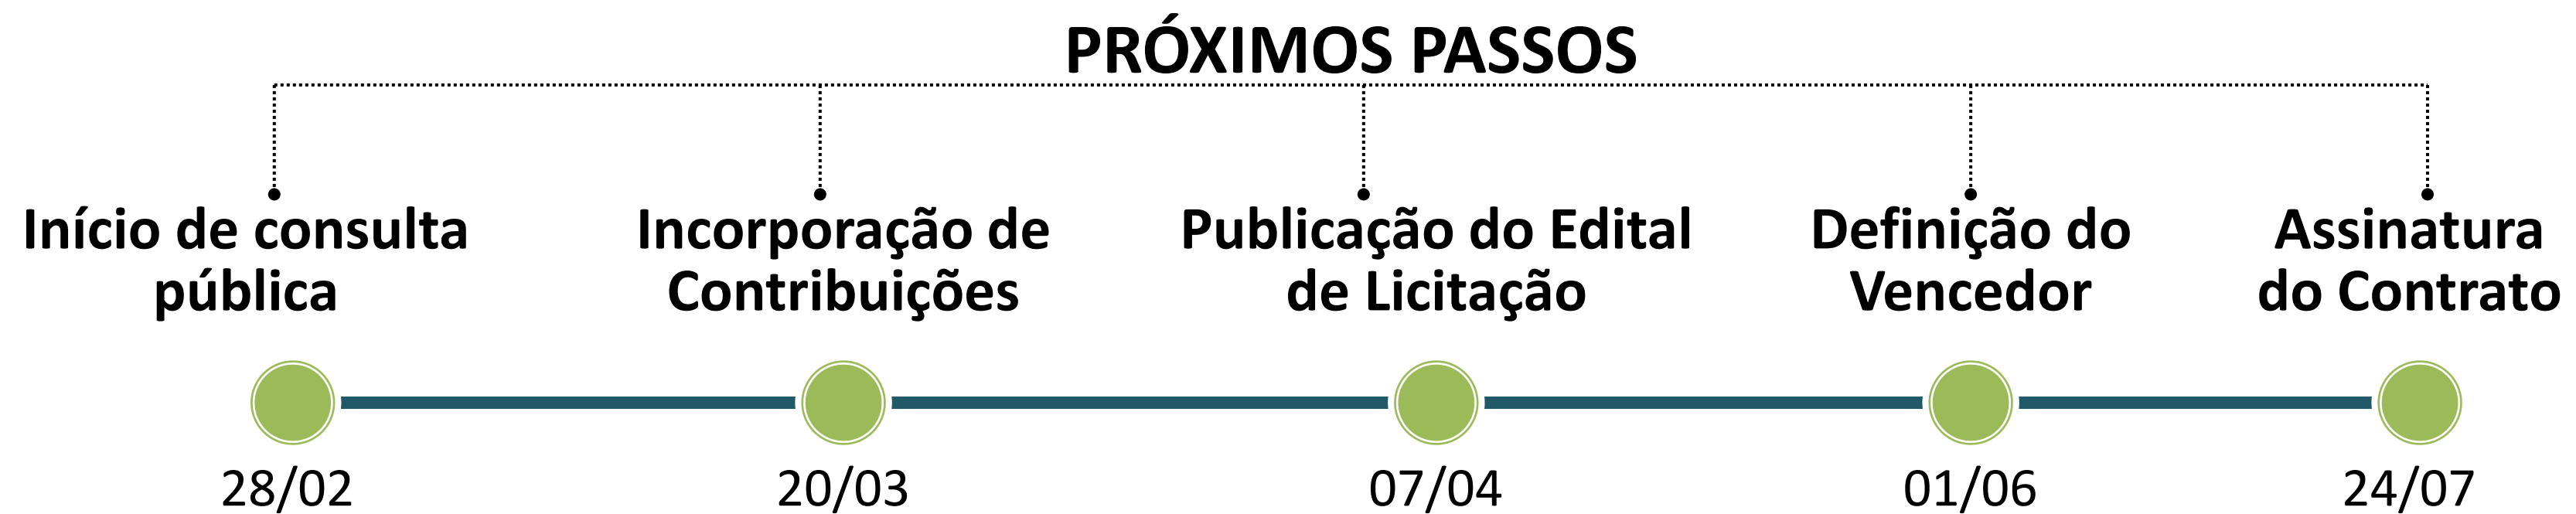 PRÓXIMOS PASSOS
Início de consulta
pública
Incorporação de
Contribuições
Publicação do Edital
de Licitação
Definição do
Vencedor
Assinatura
do Contrato
28/02
20/03
07/04
01/06
24/07